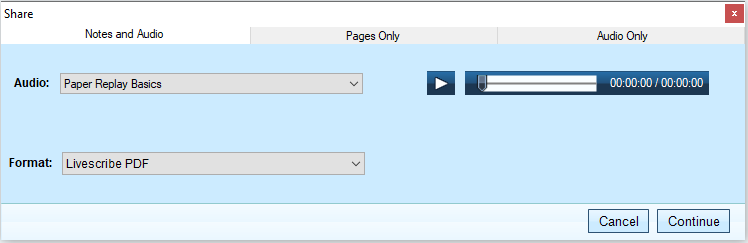 Share
x
Notes and Audio Pages Only Audio Only
Audio: Paper Replay Basics 00:00:00 / 00:00:00
Format: Livescribe PDF
Cancel Continue